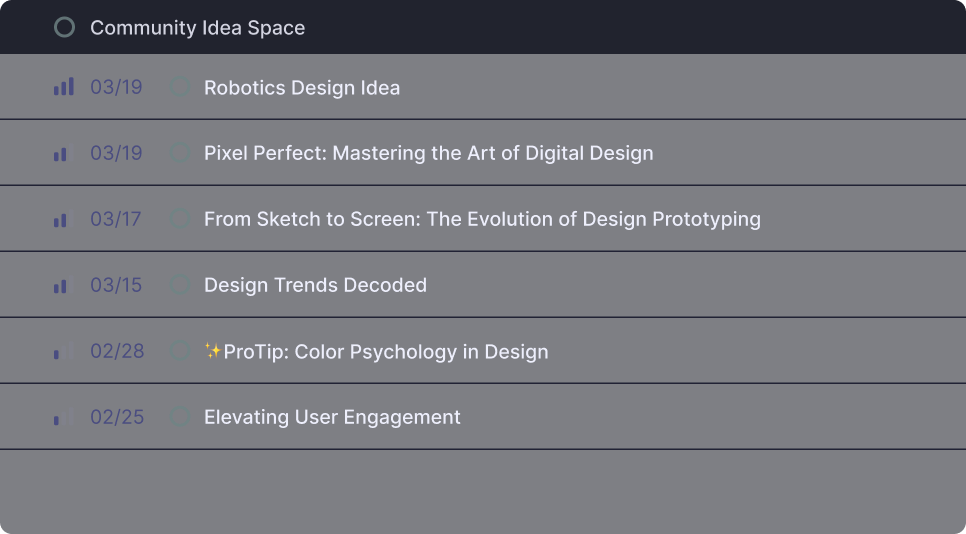 Community Idea Space
03/19 Robotics Design Idea
03/19 Pixel Perfect: Mastering the Art of Digital Design
03/17 From Sketch to Screen: The Evolution of Design Prototyping
03/15 Design Trends Decoded
02/28 ✨ProTip: Color Psychology in Design
02/25 Elevating User Engagement